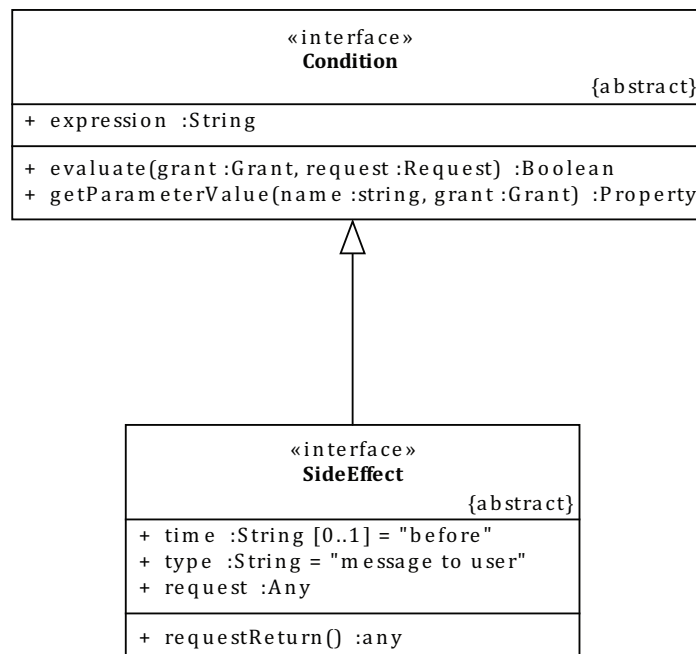 «interface»
Condition
{abstract}
+ expression :String
+ evaluate(grant :Grant, request :Request) :Boolean
+ getParameterValue(name :string, grant :Grant) :Property
«interface»
SideEffect
{abstract}
+ time :String [0..1] = "before"
+ type :String = "message to user"
+ request :Any
+ requestReturn() :any